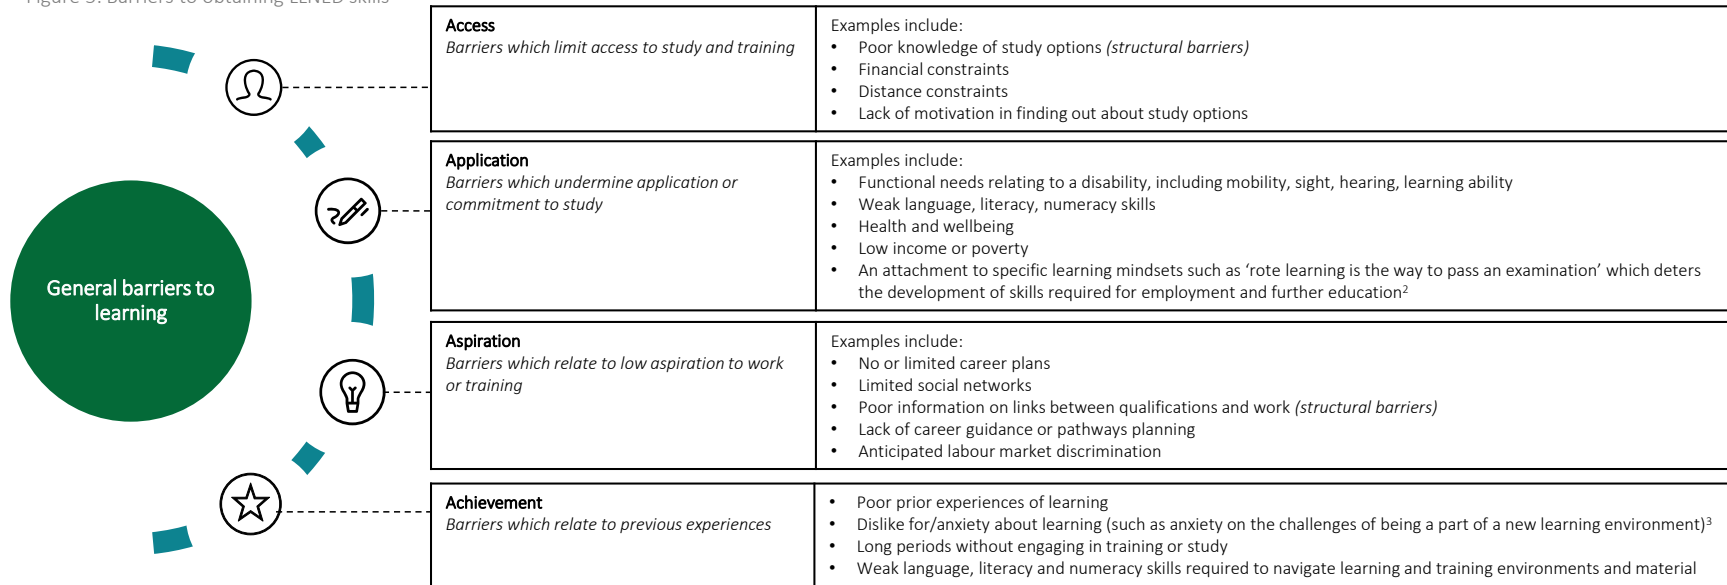 Figure 5: Barriers to obtaining LLNED skills
General barriers to
learning
Access
Barriers which limit access to study and training
Examples include:
• Poor knowledge of study options (structural barriers)
• Financial constraints
• Distance constraints
• Lack of motivation in finding out about study options
Application
Barriers which undermine application or
commitment to study
Examples include:
• Functional needs relating to a disability, including mobility, sight, hearing, learning ability
• Weak language, literacy, numeracy skills
• Health and wellbeing
• Low income or poverty
• An attachment to specific learning mindsets such as ‘rote learning is the way to pass an examination’ which deters
the development of skills required for employment and further education²
Aspiration
Barriers which relate to low aspiration to work
or training
Examples include:
• No or limited career plans
• Limited social networks
• Poor information on links between qualifications and work (structural barriers)
• Lack of career guidance or pathways planning
• Anticipated labour market discrimination
Achievement
Barriers which relate to previous experiences
• Poor prior experiences of learning
• Dislike for/anxiety about learning (such as anxiety on the challenges of being a part of a new learning environment)³
• Long periods without engaging in training or study
• Weak language, literacy and numeracy skills required to navigate learning and training environments and material